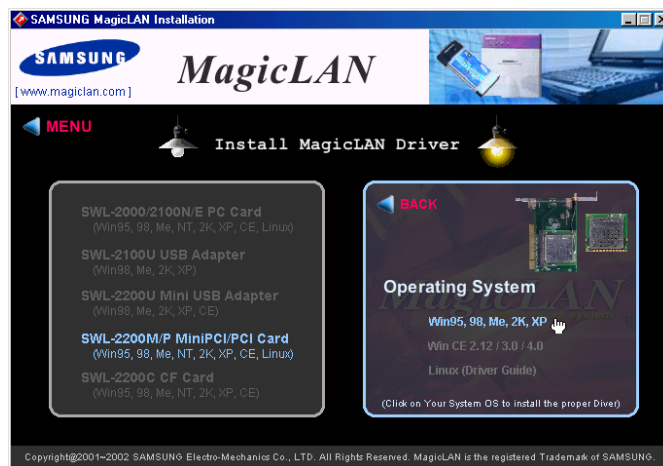 SAMSUNG MagicLAN Installation
SAMSUNG
MagicLAN
[www.magiclan.com]
MENU
Install MagicLAN Driver
SWL-2000/2100N/E PC Card
(Win95, 98, Me, NT, 2K, XP, CE, Linux)
SWL-2100U USB Adapter
(Win98, Me, 2K, XP)
SWL-2200U Mini USB Adapter
(Win98, Me, 2K, XP, CE)
SWL-2200M/P MiniPCI/PCI Card
(Win95, 98, Me, NT, 2K, XP, CE, Linux)
SWL-2200C CF Card
(Win95, 98, Me, NT, 2K, XP, CE)
BACK
Operating System
MagicLAN
Win95, 98, Me, 2K, XP
Win CE 2.12 / 3.0 / 4.0
Linux (Driver Guide)
(Click on Your System OS to install the proper Diver)
Copyright@2001~2002 SAMSUNG Electro-Mechanics Co., LTD. All Rights Reserved. MagicLAN is the registered Trademark of SAMSUNG.